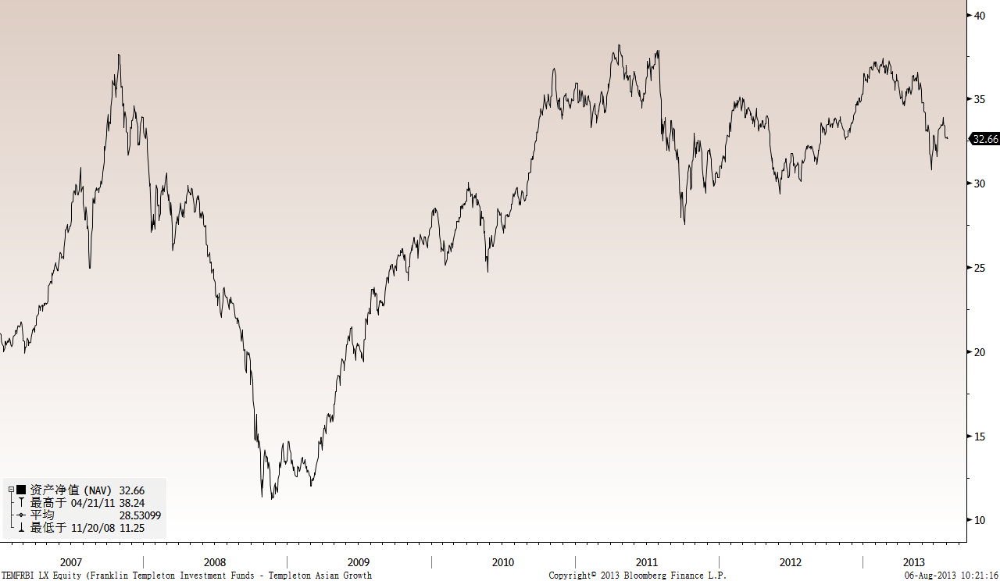 40
35
32.66
30
25
20
15
10
资产净值 (NAV) 32.66
最高于 04/21/11 38.24
平均 28.53099
最低于 11/20/08 11.25
2007 2008 2009 2010 2011 2012 2013
TEMFRBI LX Equity (Franklin Templeton Investment Funds - Templeton Asian Growth Copyright© 2013 Bloomberg Finance L.P. 06-Aug-2013 10:21:16